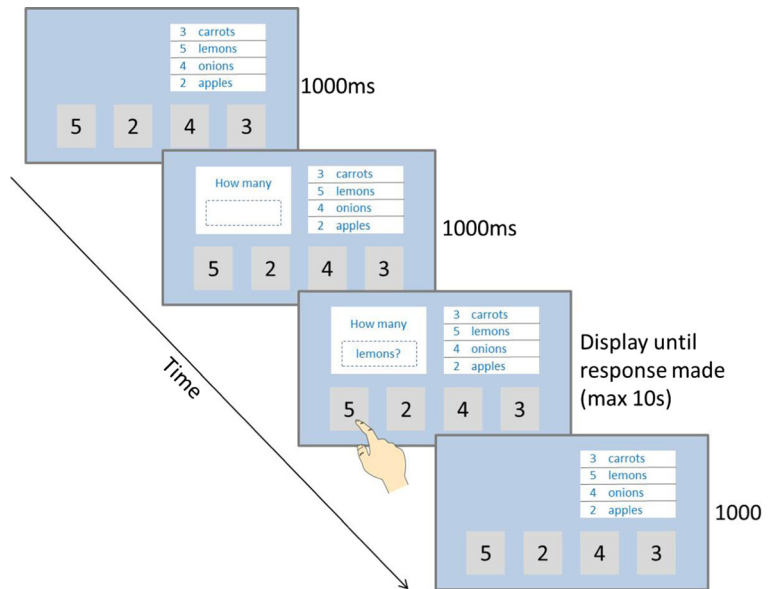 3 carrots
5 lemons
4 onions
2 apples
1000ms
5 2 4 3
How many
3 carrots
5 lemons
4 onions
2 apples
1000ms
5 2 4 3
How many
lemons?
3 carrots
5 lemons
4 onions
2 apples
Display until
response made
(max 10s)
5 2 4 3
Time
3 carrots
5 lemons
4 onions
2 apples
1000
5 2 4 3